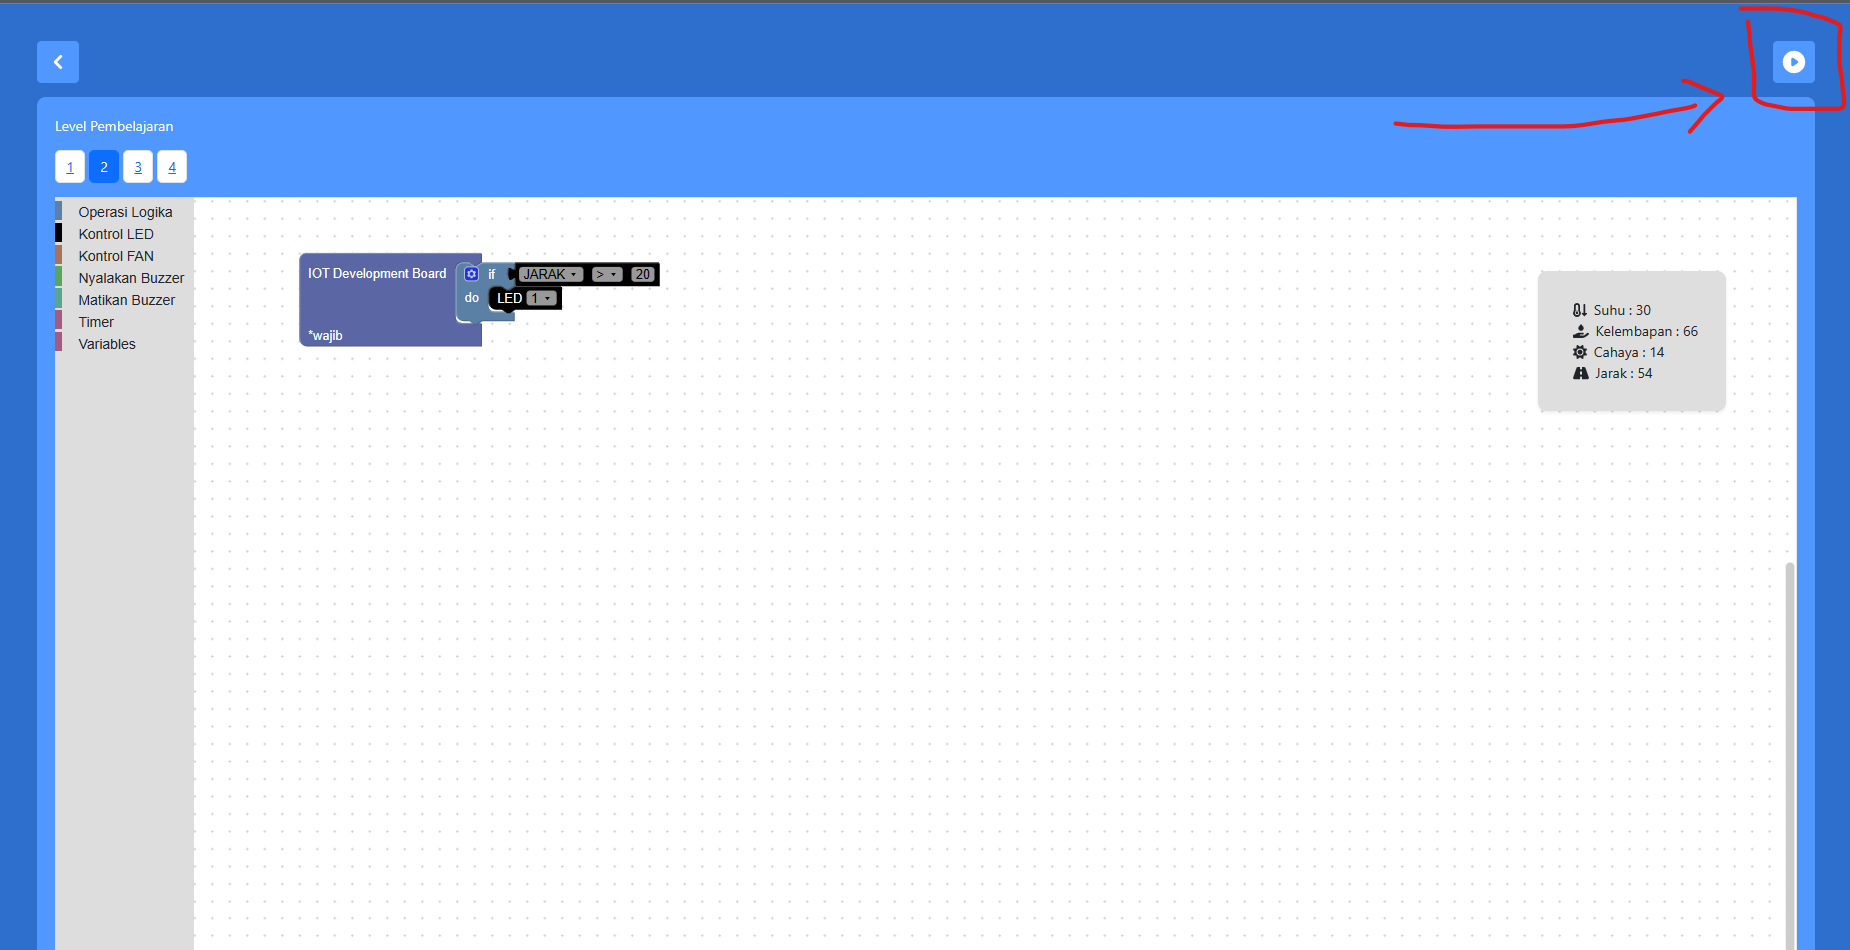 Level Pembelajaran
1 2 3 4
Operasi Logika
Kontrol LED
Kontrol FAN
Nyalakan Buzzer
Matikan Buzzer
Timer
Variables
IOT Development Board if JARAK > 20
do LED 1
*wajib
Suhu : 30
Kelembapan : 66
Cahaya : 14
Jarak : 54